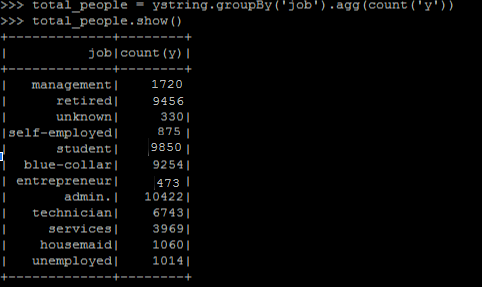 >>> total_people = ystring.groupBy('job').agg(count('y'))
>>> total_people.show()
+-------------+--------+
|          job|count(y)|
+-------------+--------+
|   management|    1720
|      retired|    9456
|      unknown|     330|
|self-employed|     875
|      student|    9850
|  blue-collar|    9254|
| entrepreneur|     473
|       admin.|   10422|
|   technician|    6743|
|     services|    3969|
|    housemaid|    1060|
|   unemployed|    1014|
+-------------+--------+